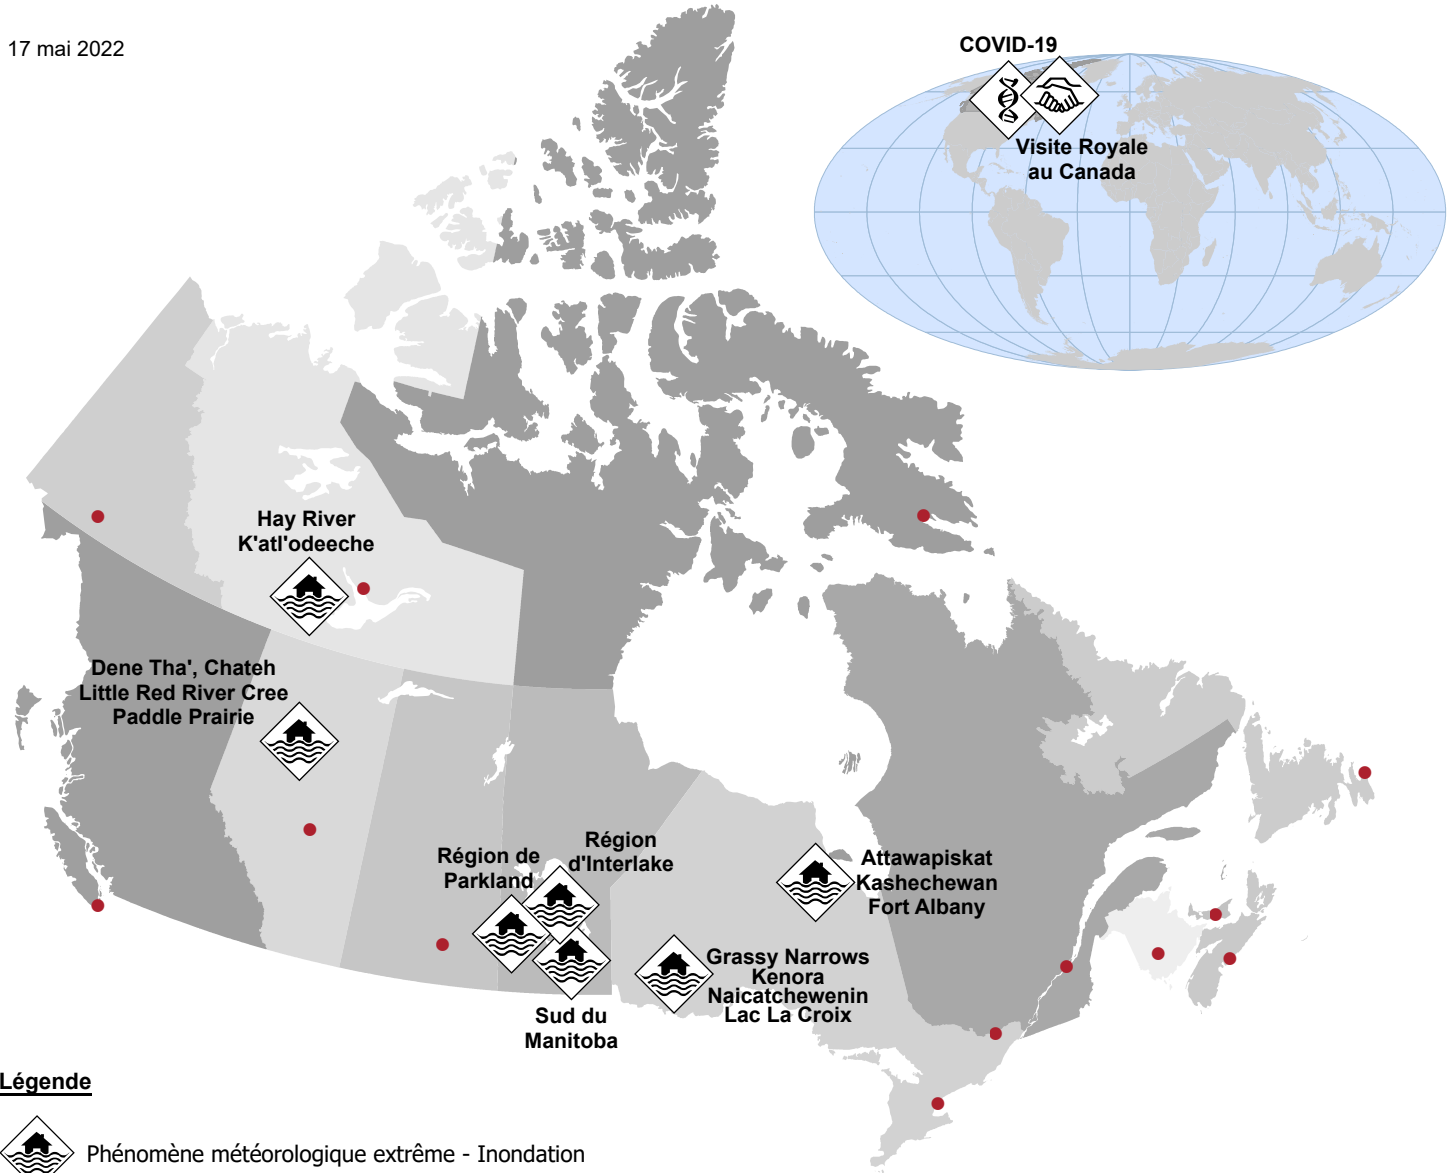 17 mai 2022
COVID-19
Visite Royale
au Canada
Hay River
K'atl'odeeche
Dene Tha', Chateh
Little Red River Cree
Paddle Prairie
Région de
Parkland
Région
d'Interlake
Sud du
Manitoba
Attawapiskat
Kashechewan
Fort Albany
Grassy Narrows
Kenora
Naicatchewenin
Lac La Croix
Légende
Phénomène météorologique extrême - Inondation